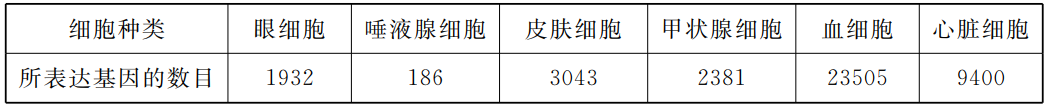 细胞种类 眼细胞 唾液腺细胞 皮肤细胞 甲状腺细胞 血细胞 心脏细胞
所表达基因的数目 1932 186 3043 2381 23505 9400